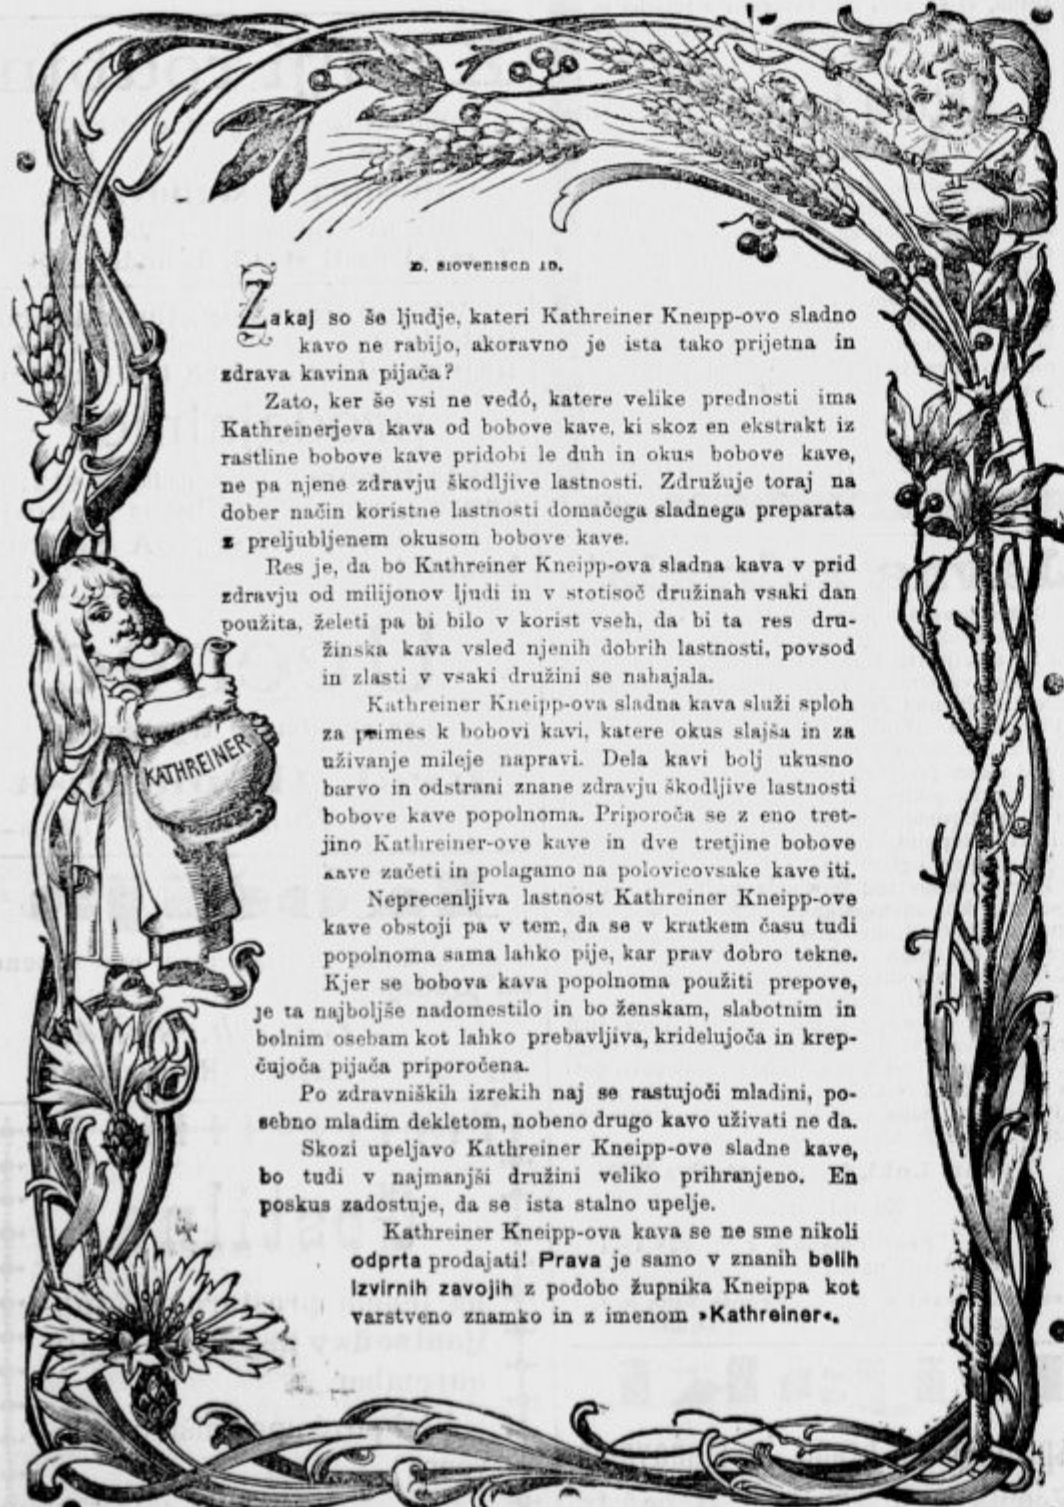 D. Slovenisch 10.
Zakaj so še ljudje, kateri Kathreiner Kneipp-ovo sladno
kavo ne rabijo, akoravno je ista tako prijetna in
zdrava kavina pijača?
Zato, ker še vsi ne vedó, katere velike prednosti ima
Kathreinerjeva kava od bobove kave, ki skoz en ekstrakt iz
rastline bobove kave pridobi le duh in okus bobove kave,
ne pa njene zdravju škodljive lastnosti. Združuje toraj na
dober način koristne lastnosti domačega sladnega preparata
z preljubljenem okusom bobove kave.
Res je, da bo Kathreiner Kneipp-ova sladna kava v prid
zdravju od milijonov ljudi in v stotisoč družinah vsaki dan
použita, želeti pa bi bilo v korist vseh, da bi ta res dru-
žinska kava vsled njenih dobrih lastnosti, povsod
in zlasti v vsaki družini se nahajala.
Kathreiner Kneipp-ova sladna kava služi sploh
za primes k bobovi kavi, katere okus slajša in za
uživanje mileje napravi. Dela kavi bolj ukusno
barvo in odstrani znane zdravju škodljive lastnosti
bobove kave popolnoma. Priporoča se z eno tret-
jino Kathreiner-ove kave in dve tretjine bobove
kave začeti in polagamo na polovicovsake kave iti.
Neprecenljiva lastnost Kathreiner Kneipp-ove
kave obstoji pa v tem, da se v kratkem času tudi
popolnoma sama lahko pije, kar prav dobro tekne.
Kjer se bobova kava popolnoma použiti prepove,
je ta najboljše nadomestilo in bo ženskam, slabotnim in
bolnim osebam kot lahko prebavljiva, kridelujoča in krep-
čujoča pijača priporočena.
Po zdravniških izrekih naj se rastujoči mladini, po-
sebno mladim dekletom, nobeno drugo kavo uživati ne da.
Skozi upeljavo Kathreiner Kneipp-ove sladne kave,
bo tudi v najmanjši družini veliko prihranjeno. En
poskus zadostuje, da se ista stalno upelje.
Kathreiner Kneipp-ova kava se ne sme nikoli
odprta prodajati! Prava je samo v znanih belih
izvirnih zavojih z podobo župnika Kneippa kot
varstveno znamko in z imenom »Kathreiner«.
KATHREINER